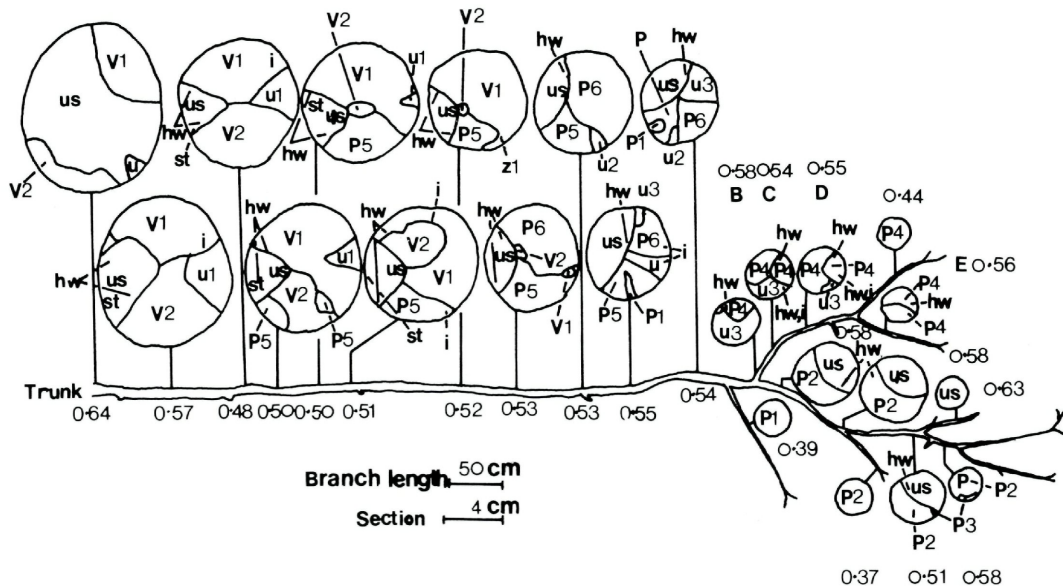 V2
V1
us
u
V2
V1
i
us
u1
hw
V2
st
V2
V1
u1
st
us
hw
P5
V2
V1
us
hw
P5
z1
hw
us
P6
P5
u2
P
hw
us
u3
P6
P1
u2
V1
i
us
hw
st
u1
V2
hw
V1
us
u1
st
V2
P5
P5
hw
i
V2
us
V1
P5
st
i
hw
P6
us
V2
P5
V1
hw
u3
us
P6
i
u
P5
P1
0·58 0·54 0·55
B C D
0·44
hw
hw
P4
P4 P4
P4
P4
E 0·56
u3
u3
hw,i
hw,i
P4
u3
P4
hw
P4
0·58
0·58
hw
us
us
P2
P2
us
0·63
Trunk
0·64 0·57 0·48 0·50 0·50 0·51 0·52 0·53 0·53 0·55 0·54
P1
0·39
hw
us
P
P2
P2
P3
P2
Branch length 50 cm
Section 4 cm
0·37 0·51 0·58